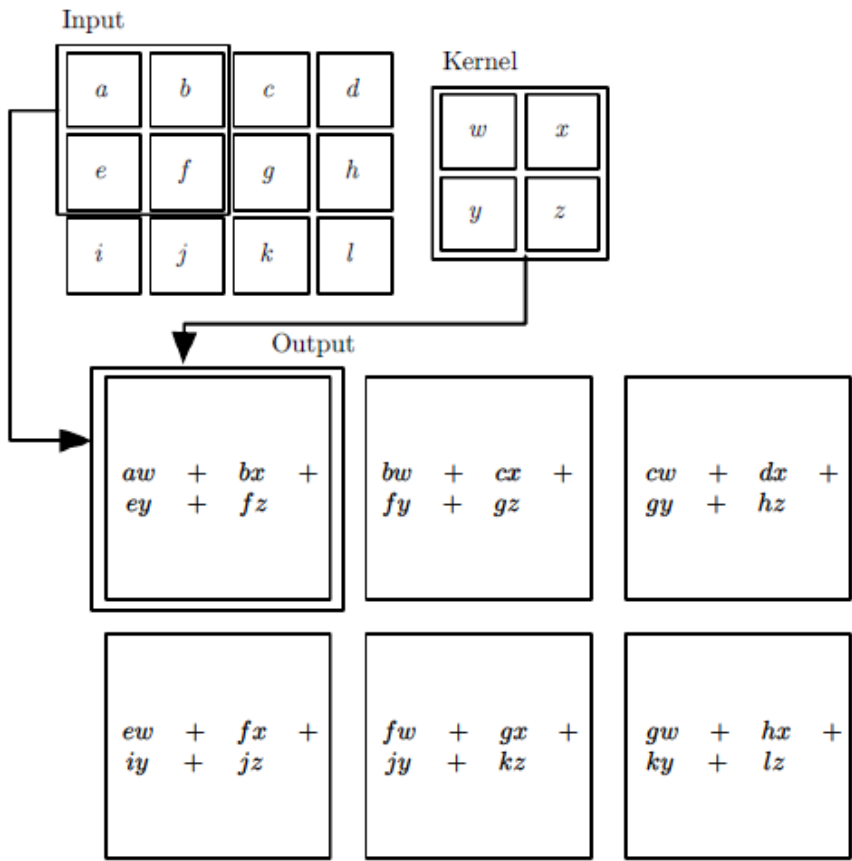 Input
Kernel
a b c d
e f g h
i j k l
w x
y z
Output
aw + bx +
ey + fz
bw + cx +
fy + gz
cw + dx +
gy + hz
ew + fx +
iy + jz
fw + gx +
jy + kz
gw + hx +
ky + lz